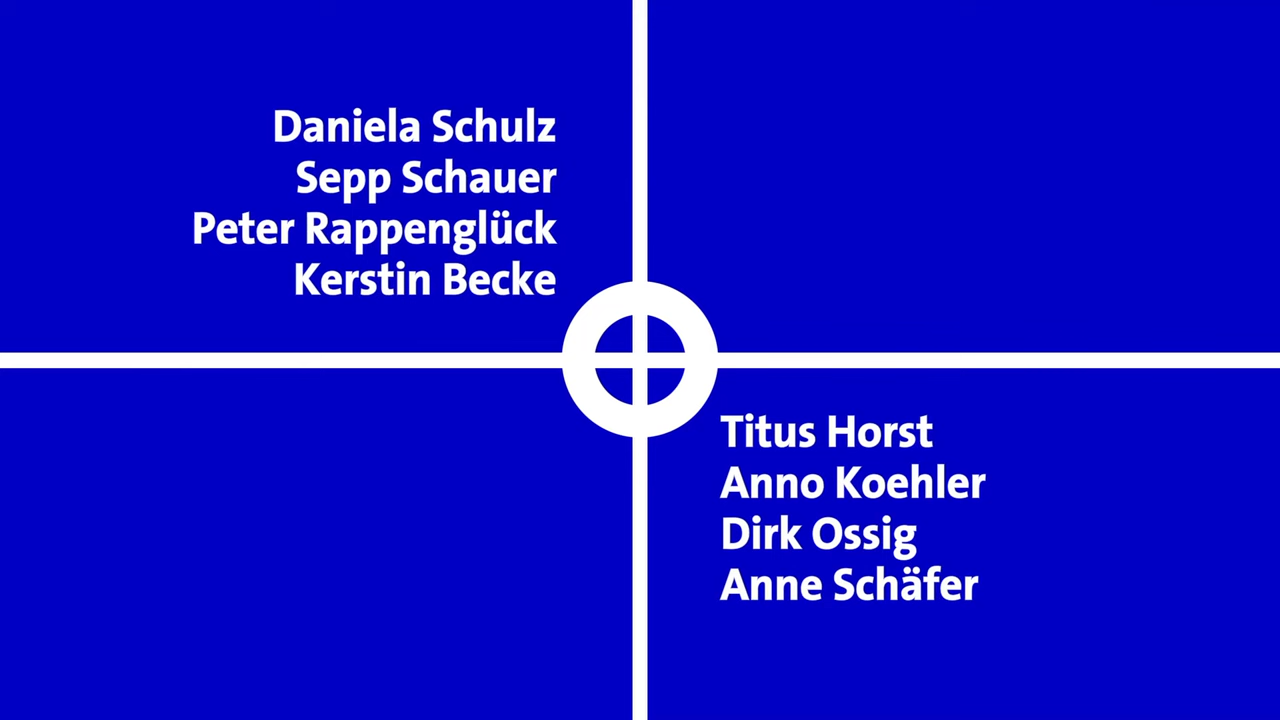 Daniela Schulz
Sepp Schauer
Peter Rappenglück
Kerstin Becke
Titus Horst
Anno Koehler
Dirk Ossig
Anne Schäfer